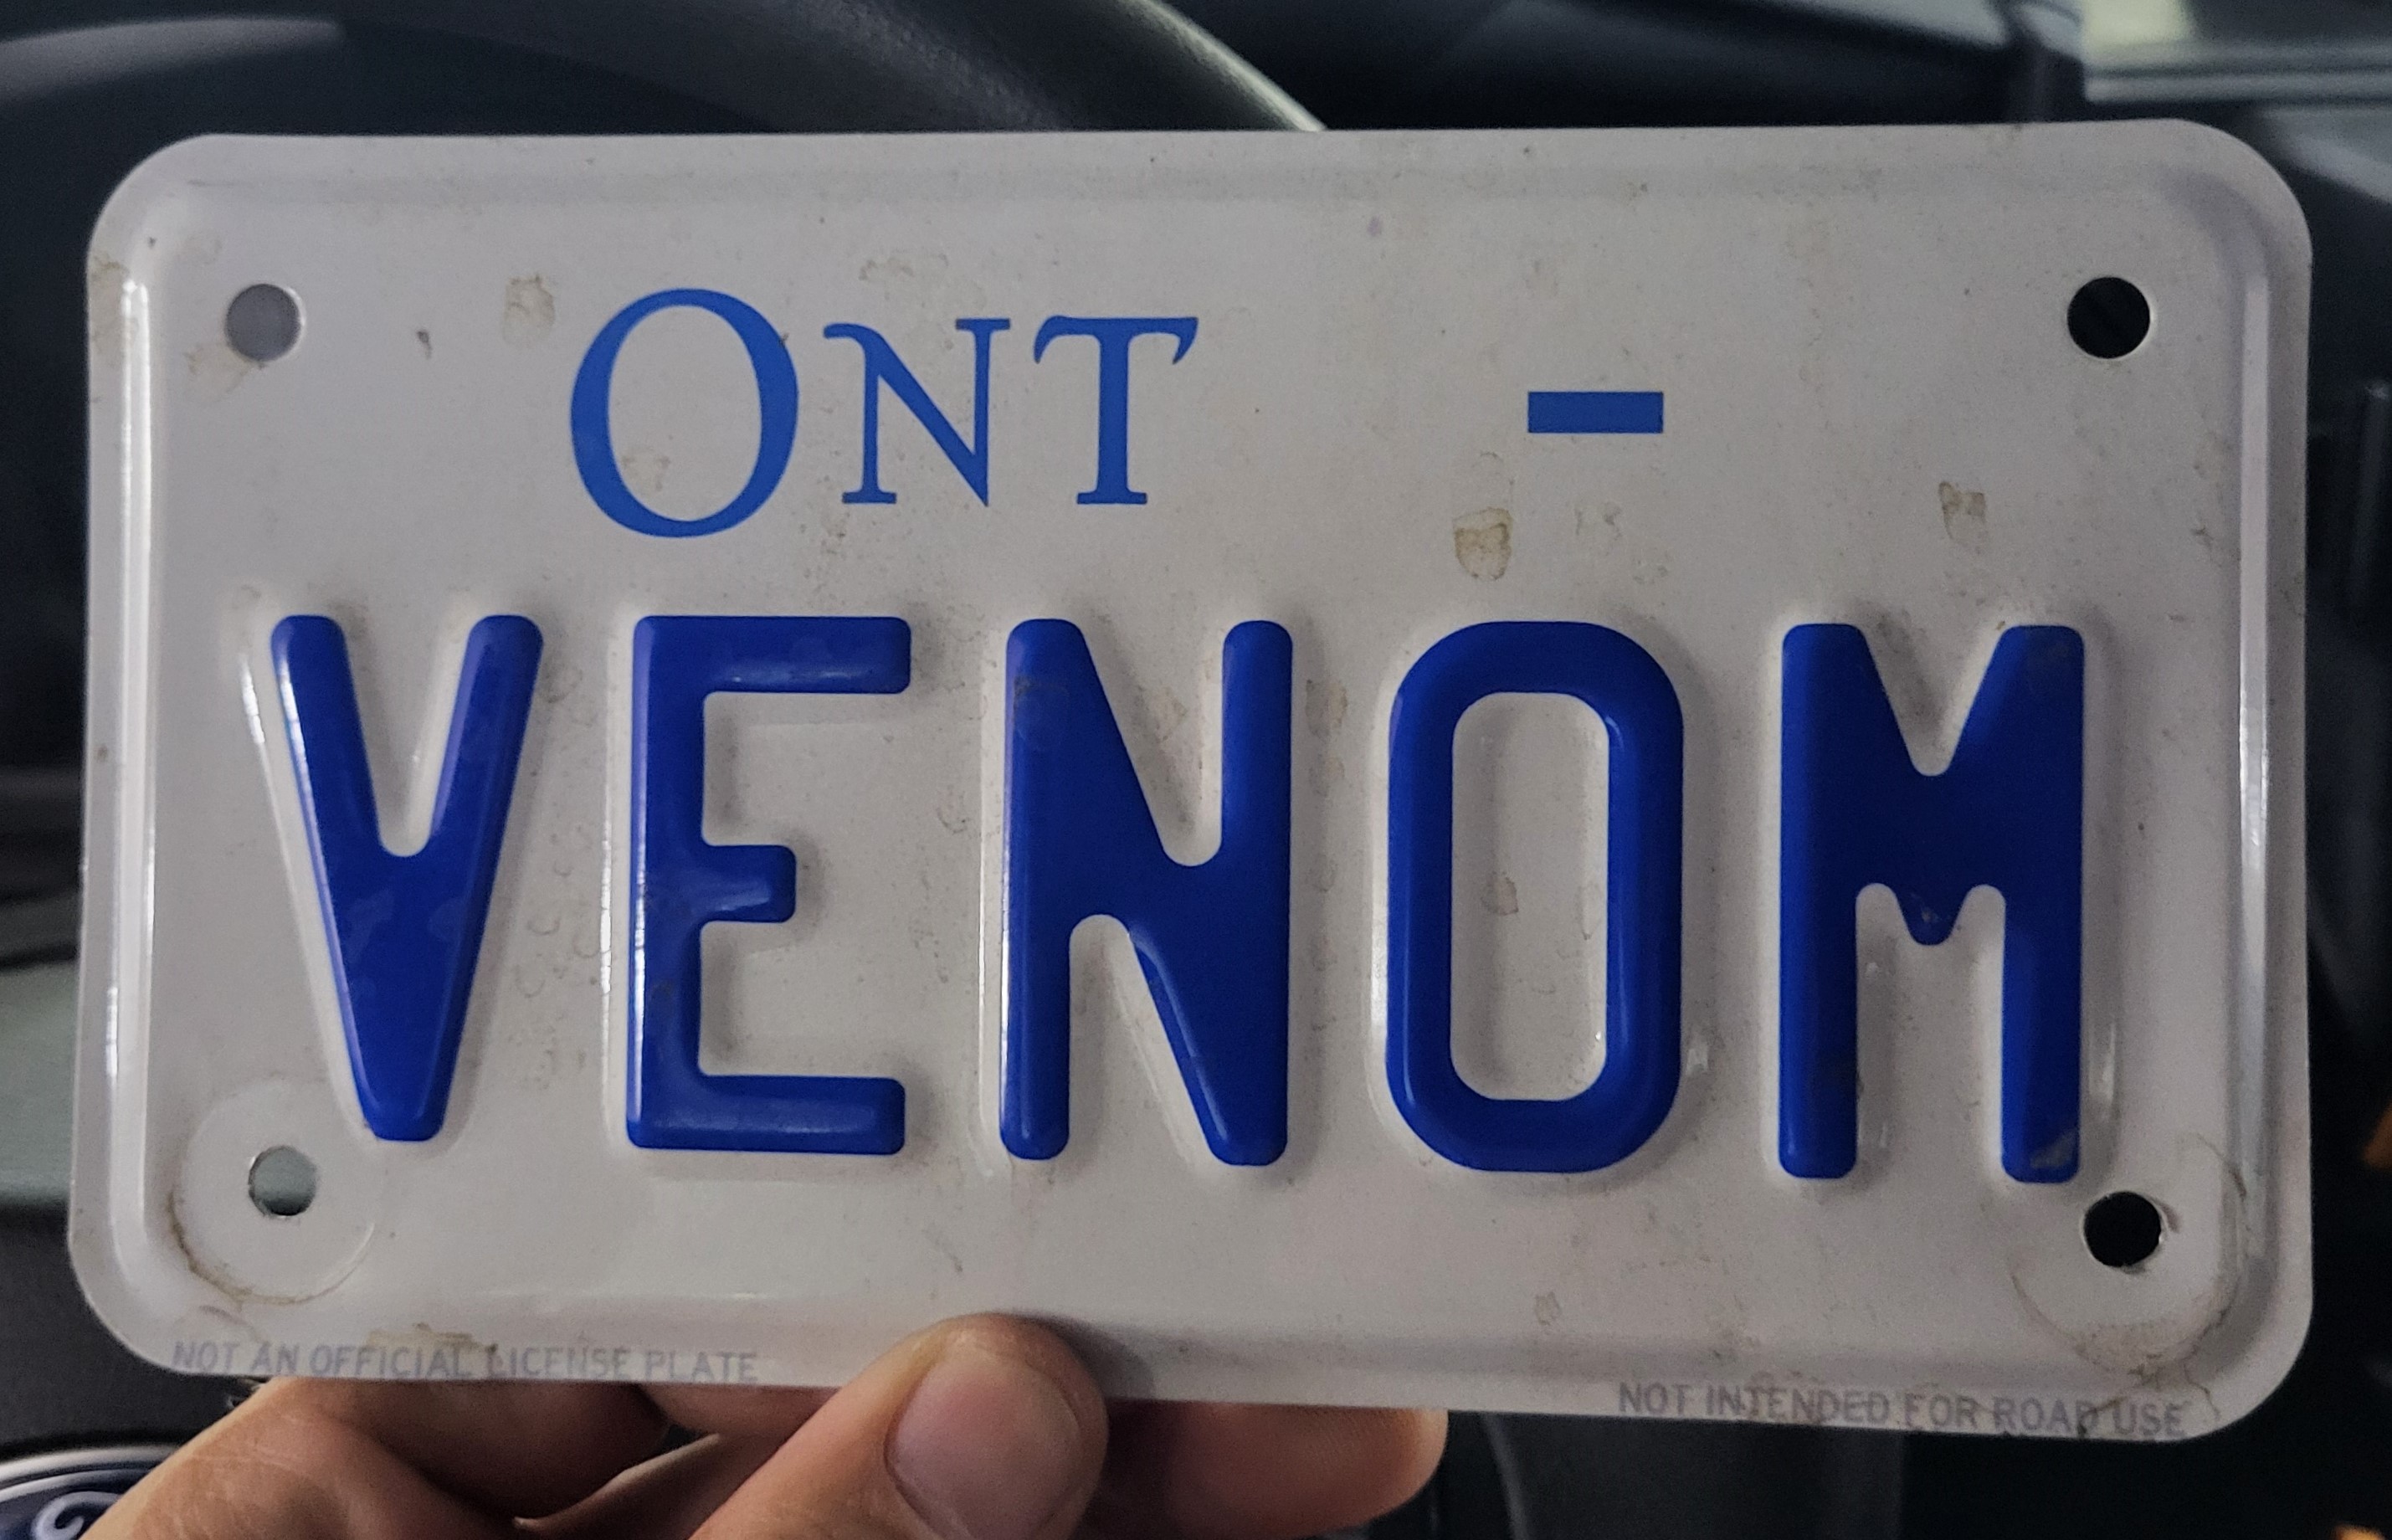 ONT -
VENOM
NOT AN OFFICIAL LICENSE PLATE
NOT INTENDED FOR ROAD USE